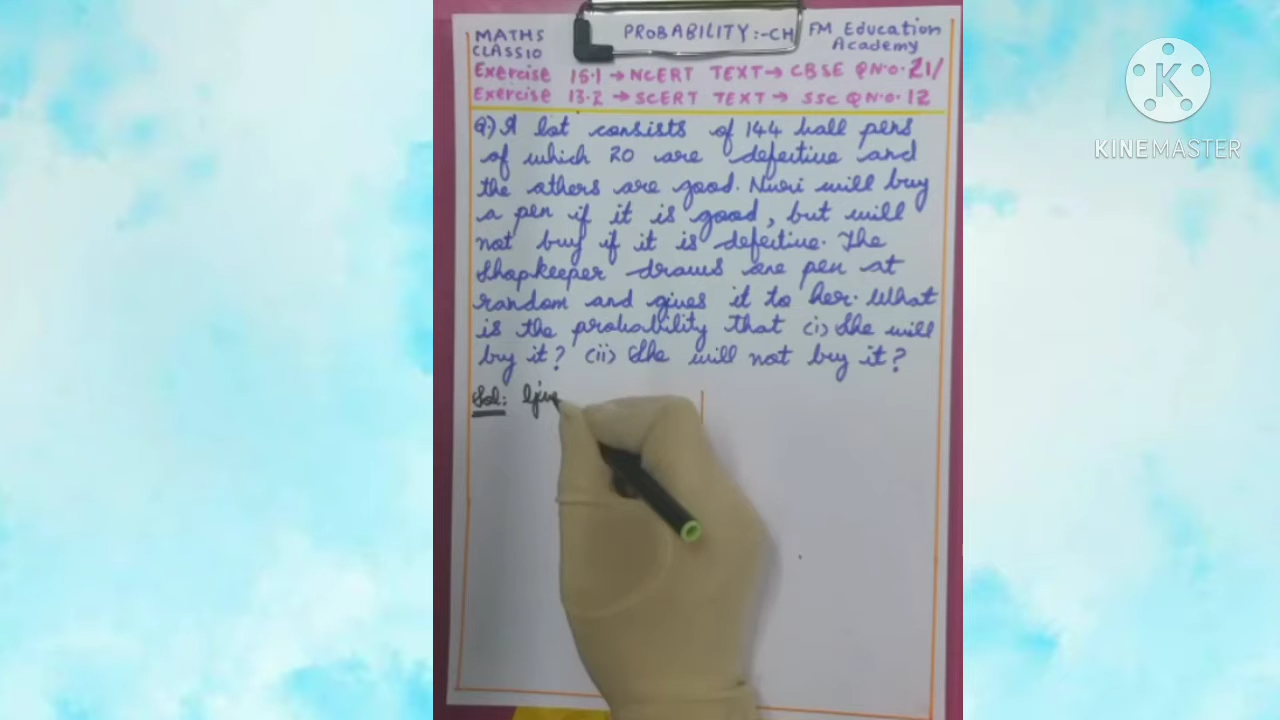 MATHS
CLASS10
PROBABILITY:-CH
FM Education
Academy
Exercise 15.1→NCERT TEXT→CBSE QN.O.21/
Exercise 13.2→SCERT TEXT→ SSC QN.O.12
Q.) A lot consists of 144 ball pens
of which 20 are defective and
the others are good. Nuri will buy
a pen if it is good, but will
not buy if it is defective. The
Shopkeeper draws one pen at
random and gives it to her. What
is the probability that (i) She will
buy it? (ii) She will not buy it?
Sol: Give
K
KINEMASTER